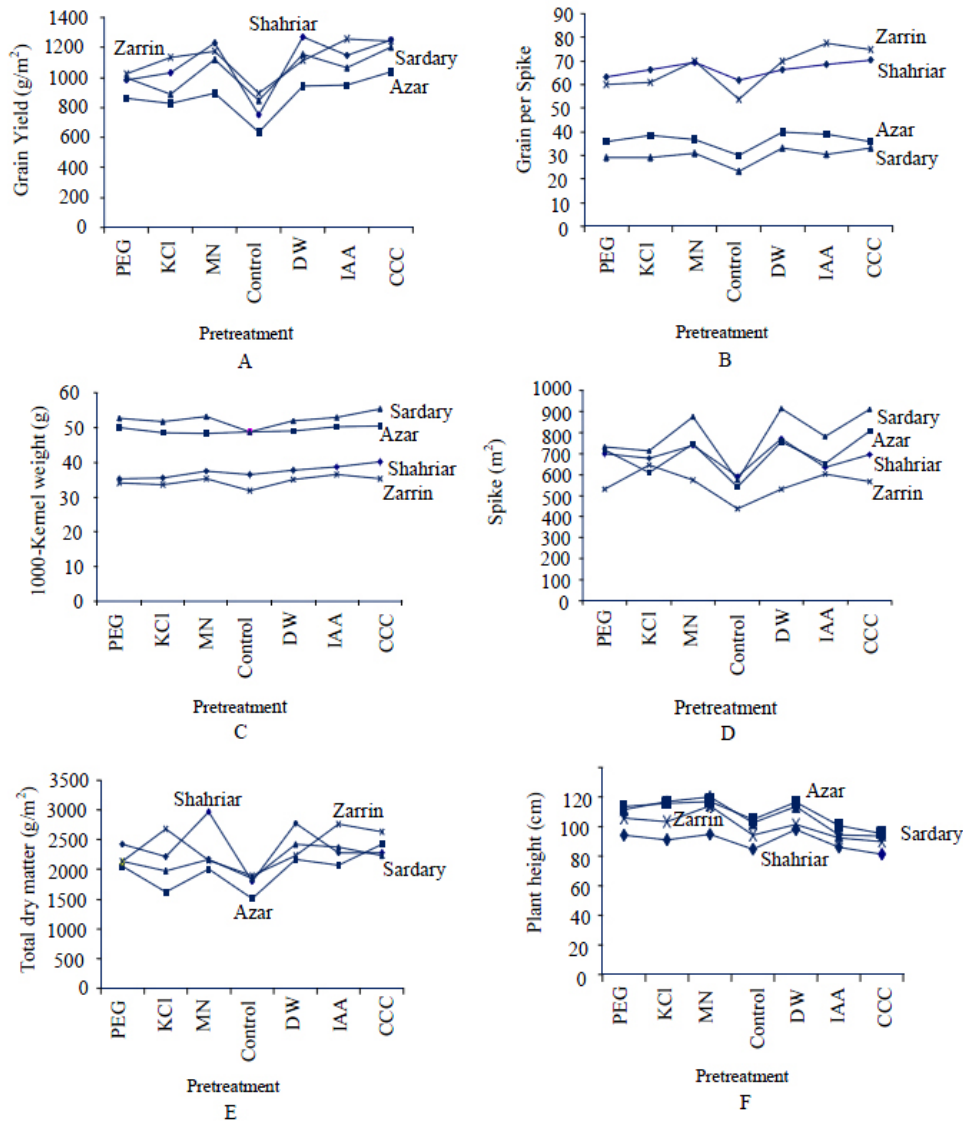 Grain Yield (g/m²)
1400
1200
1000
800
600
400
200
0
Zarrin
Shahriar
Sardary
Azar
PEG
KCl
MN
Control
DW
IAA
CCC
Pretreatment
A
Grain per Spike
90
80
70
60
50
40
30
20
10
0
Zarrin
Shahriar
Azar
Sardary
PEG
KCl
MN
Control
DW
IAA
CCC
Pretreatment
B
1000-Kernel weight (g)
60
50
40
30
20
10
0
Sardary
Azar
Shahriar
Zarrin
PEG
KCl
MN
Control
DW
IAA
CCC
Pretreatment
C
Spike (m²)
1000
900
800
700
600
500
400
300
200
100
0
Sardary
Azar
Shahriar
Zarrin
PEG
KCl
MN
Control
DW
IAA
CCC
Pretreatment
D
Total dry matter (g/m²)
3500
3000
2500
2000
1500
1000
500
0
Shahriar
Zarrin
Sardary
Azar
PEG
KCl
MN
Control
DW
IAA
CCC
Pretreatment
E
Plant height (cm)
120
100
80
60
40
20
0
Azar
Zarrin
Sardary
Shahriar
PEG
KCl
MN
Control
DW
IAA
CCC
Pretreatment
F